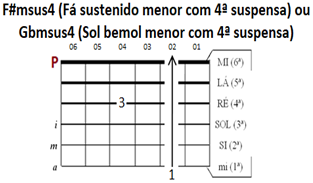 F#msus4 (Fá sustenido menor com 4ª suspensa) ou
Gbmsus4 (Sol bemol menor com 4ª suspensa)
06 05 04 03 02 01
P MI (6ª)
LÁ (5ª)
3 RÉ (4ª)
i SOL (3ª)
m SI (2ª)
a mi (1ª)
1